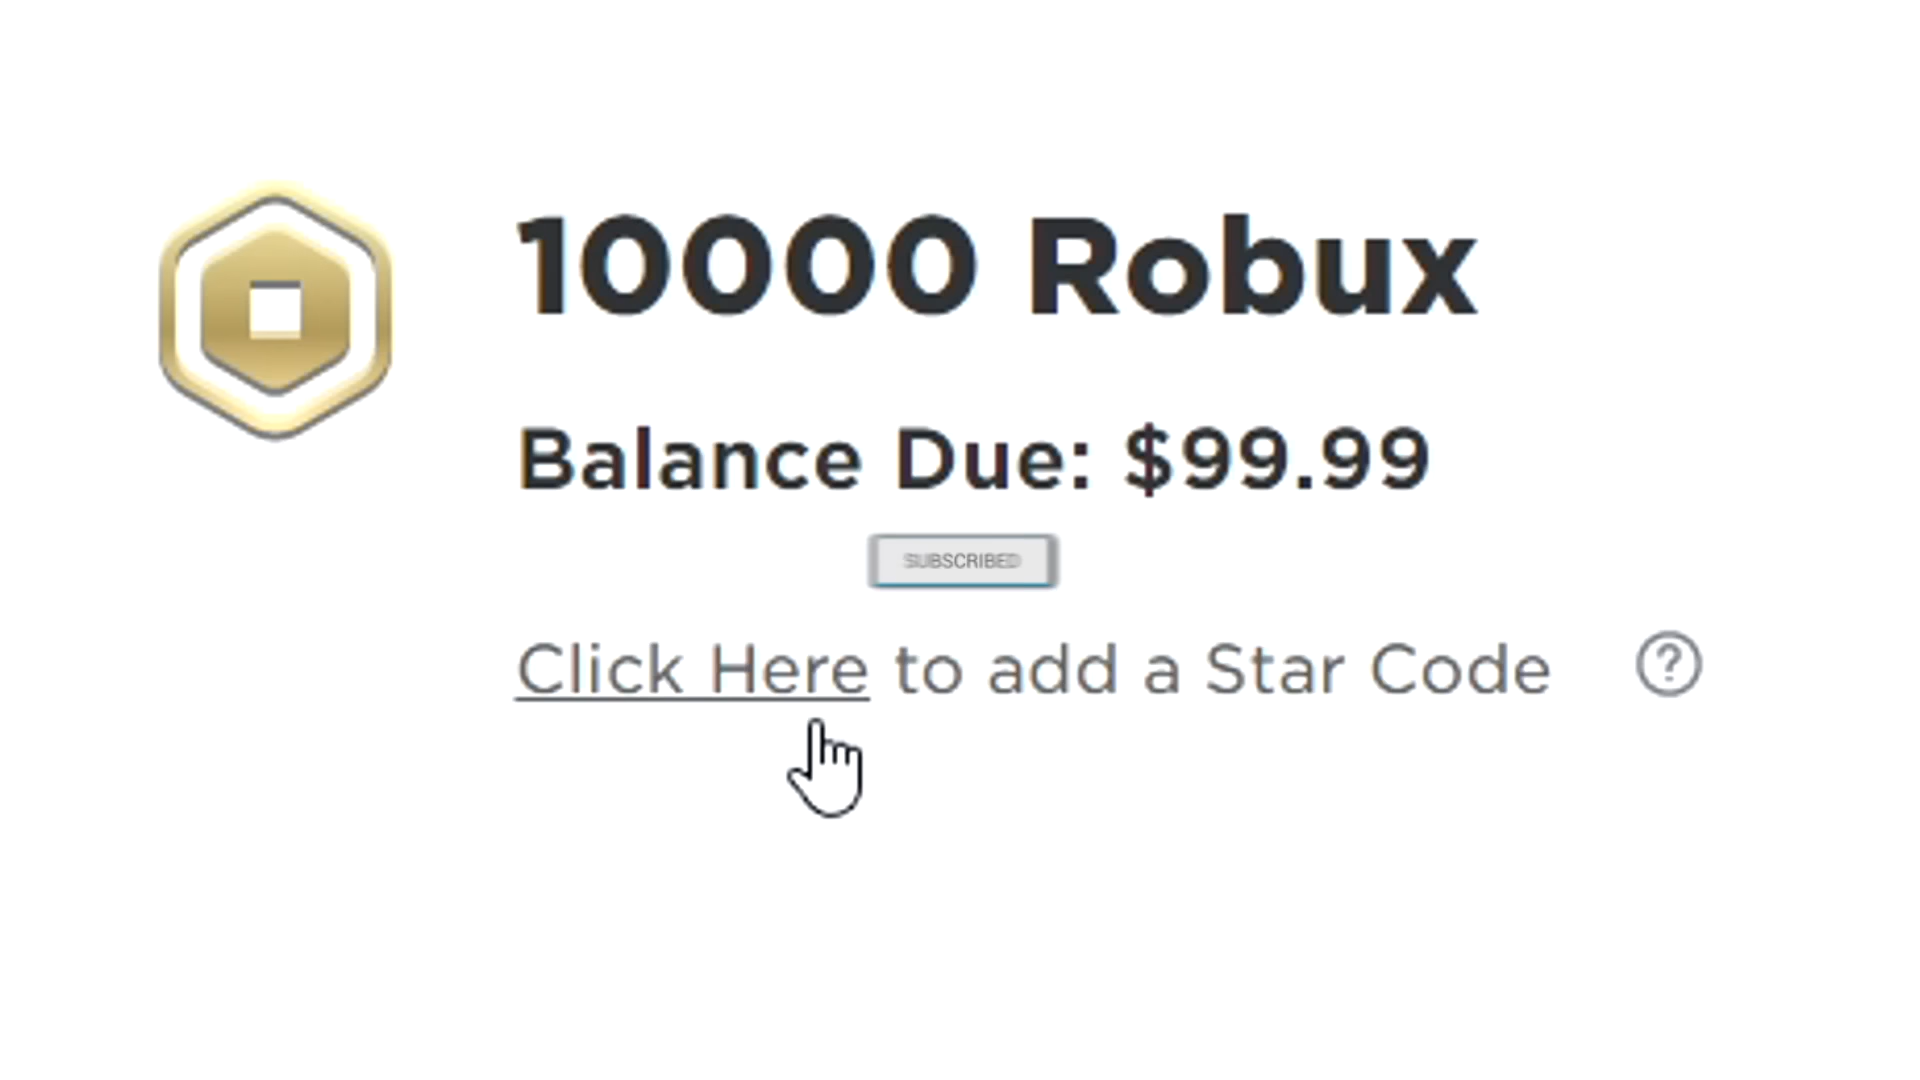 10000 Robux
Balance Due: $99.99
SUBSCRIBED
Click Here to add a Star Code ?